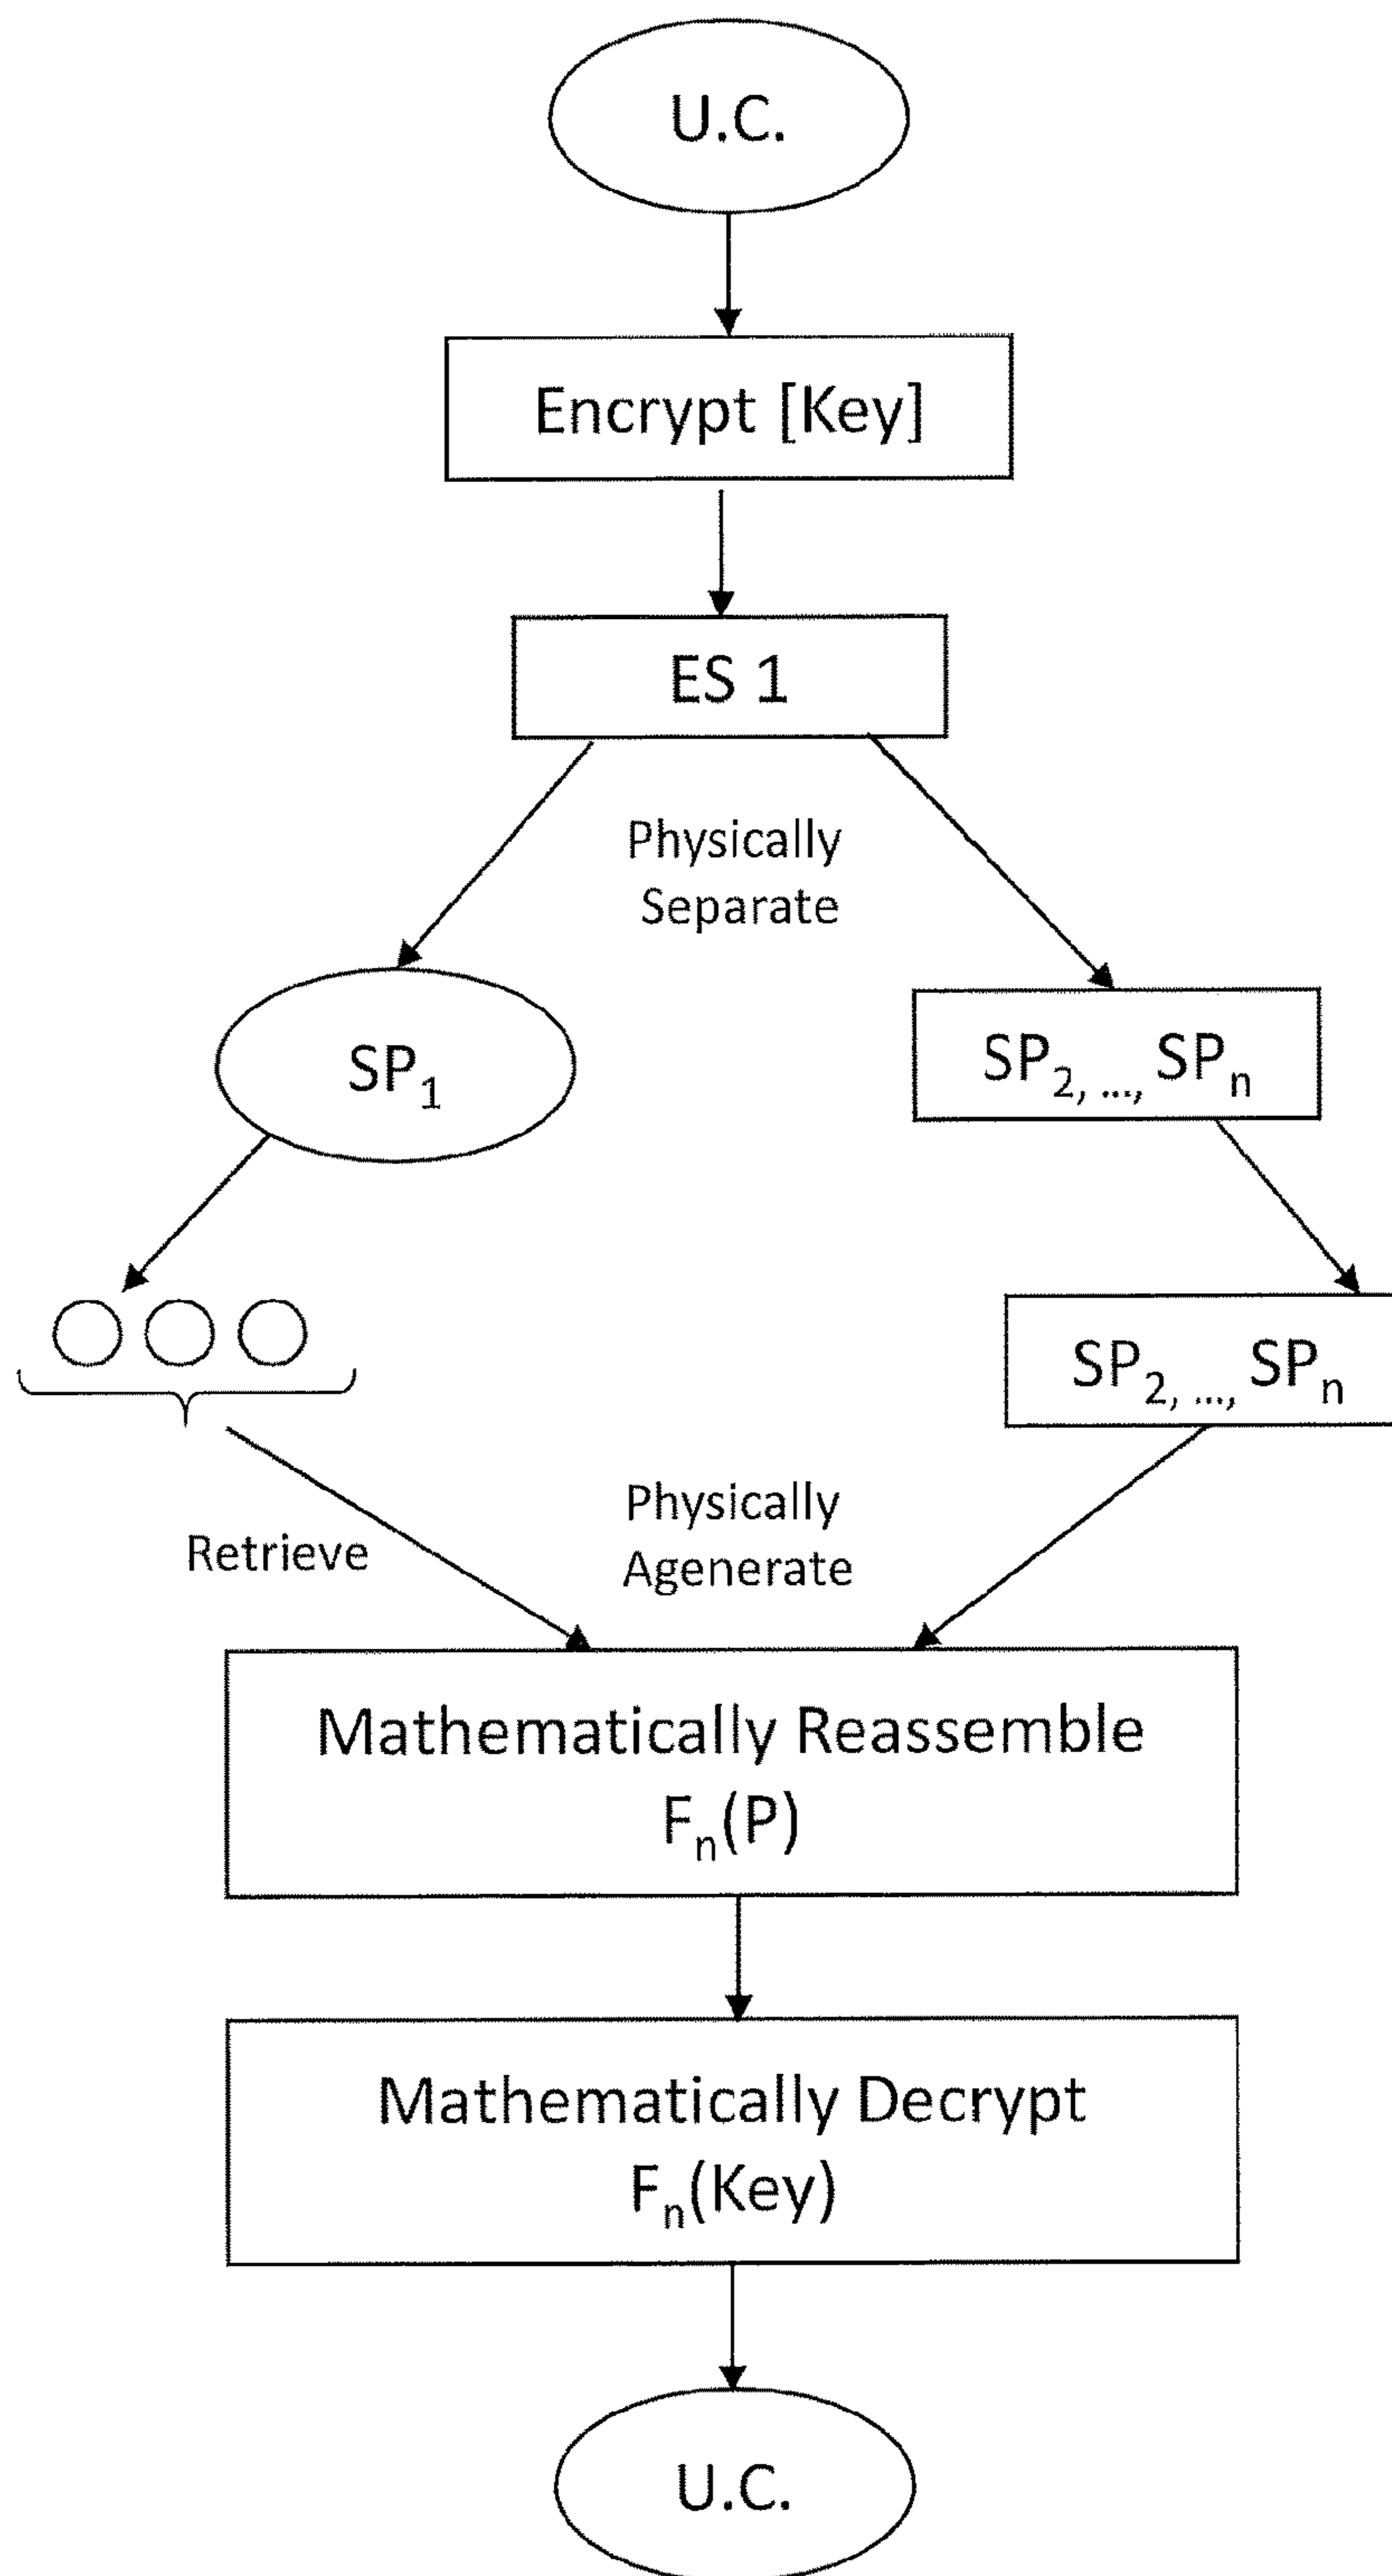 U.C.
Encrypt [Key]
ES 1
Physically
Separate
SP₁
SP₂, ..., SPₙ
SP₂, ..., SPₙ
Retrieve
Physically
Agenerate
Mathematically Reassemble
Fₙ(P)
Mathematically Decrypt
Fₙ(Key)
U.C.